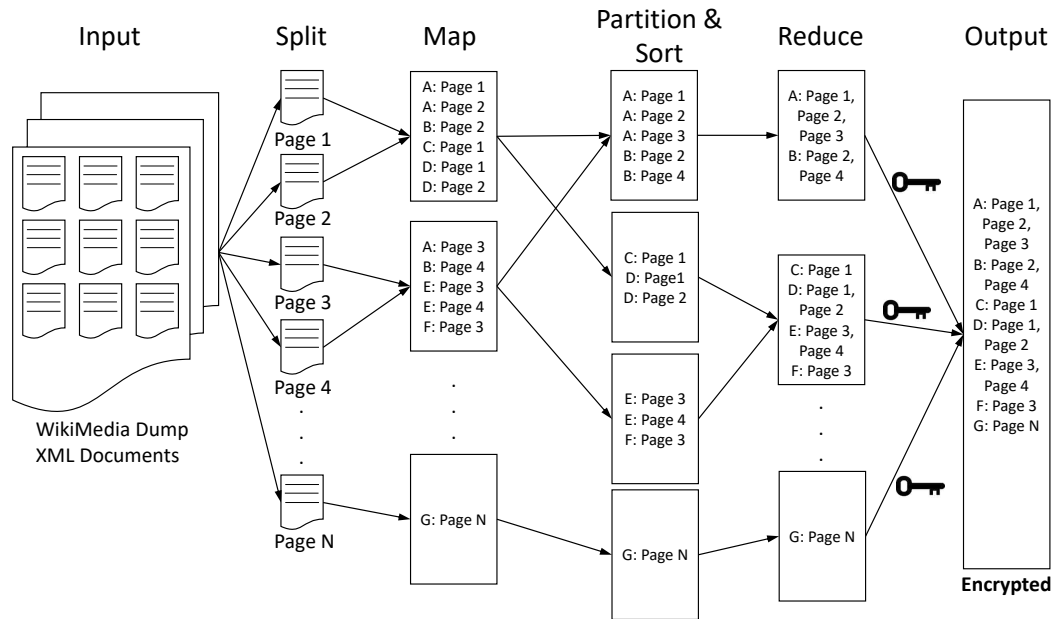 Input
Split
Map
Partition &
Sort
Reduce
Output
WikiMedia Dump
XML Documents
Page 1
Page 2
Page 3
Page 4
.
.
.
Page N
A: Page 1
A: Page 2
B: Page 2
C: Page 1
D: Page 1
D: Page 2
A: Page 3
B: Page 4
E: Page 3
E: Page 4
F: Page 3
.
.
.
G: Page N
A: Page 1
A: Page 2
A: Page 3
B: Page 2
B: Page 4
C: Page 1
D: Page1
D: Page 2
E: Page 3
E: Page 4
F: Page 3
G: Page N
A: Page 1,
Page 2,
Page 3
B: Page 2,
Page 4
C: Page 1
D: Page 1,
Page 2
E: Page 3,
Page 4
F: Page 3
.
.
.
G: Page N
A: Page 1,
Page 2,
Page 3
B: Page 2,
Page 4
C: Page 1
D: Page 1,
Page 2
E: Page 3,
Page 4
F: Page 3
G: Page N
Encrypted